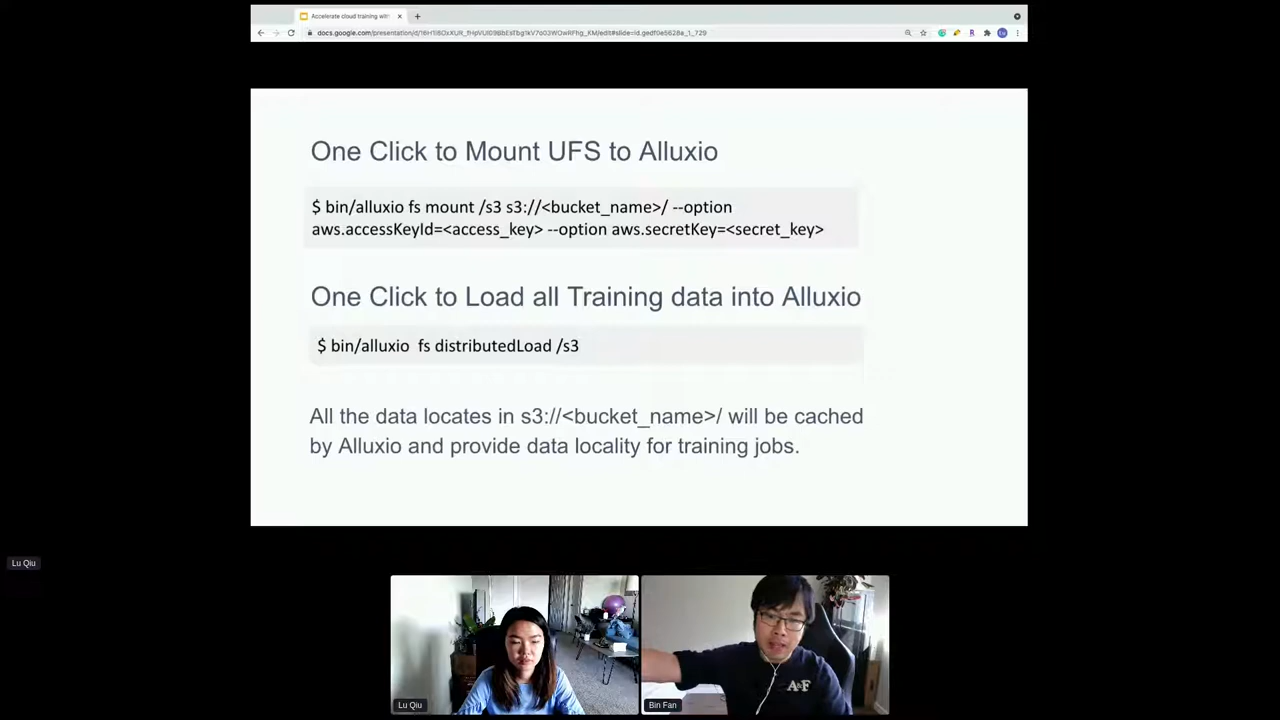 Accelerate cloud training with
docs.google.com/presentation/d/
One Click to Mount UFS to Alluxio
$ bin/alluxio fs mount /s3 s3://<bucket_name>/ --option
aws.accessKeyId=<access_key> --option aws.secretKey=<secret_key>
One Click to Load all Training data into Alluxio
$ bin/alluxio fs distributedLoad /s3
All the data locates in s3://<bucket_name>/ will be cached
by Alluxio and provide data locality for training jobs.
Lu Qiu
Lu Qiu
Bin Fan
A&F